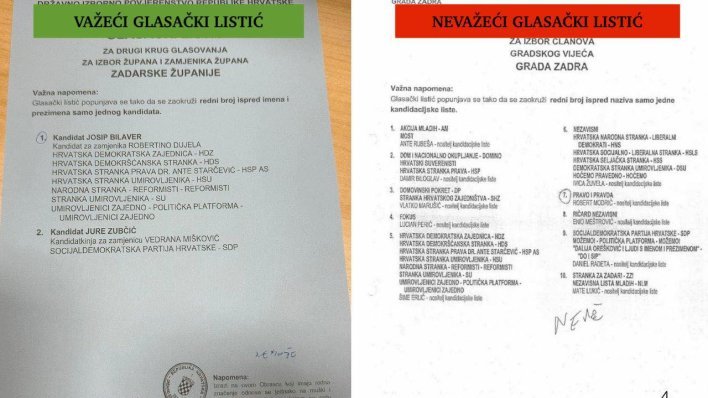 DRŽAVNO IZBORNO POVJERENSTVO REPUBLIKE HRVATSKE
VAŽEĆI GLASAČKI LISTIĆ
ZA DRUGI KRUG GLASOVANJA
ZA IZBOR ŽUPANA I ZAMJENIKA ŽUPANA
ZADARSKE ŽUPANIJE
Važna napomena:
Glasački listić popunjava se tako da se zaokruži redni broj ispred imena i
prezimena samo jednog kandidata.
1. Kandidat JOSIP BILAVER
Kandidat za zamjenika ROBERTINO DUJELA
HRVATSKA DEMOKRATSKA ZAJEDNICA - HDZ
HRVATSKA DEMOKRŠĆANSKA STRANKA - HDS
HRVATSKA STRANKA PRAVA DR. ANTE STARČEVIĆ - HSP AS
HRVATSKA STRANKA UMIROVLJENIKA - HSU
NARODNA STRANKA - REFORMISTI - REFORMISTI
STRANKA UMIROVLJENIKA - SU
UMIROVLJENICI ZAJEDNO - POLITIČKA PLATFORMA -
UMIROVLJENICI ZAJEDNO
2. Kandidat JURE ZUBČIĆ
Kandidatkinja za zamjenicu VEDRANA MIŠKOVIĆ
SOCIJALDEMOKRATSKA PARTIJA HRVATSKE - SDP
Napomena:
GRADA ZADRA
NEVAŽEĆI GLASAČKI LISTIĆ
ZA IZBOR ČLANOVA
GRADSKOG VIJEĆA
GRADA ZADRA
Važna napomena:
Glasački listić popunjava se tako da se zaokruži redni broj ispred naziva samo jedne
kandidacijske liste.
1. AKCIJA MLADIH - AM
MOST
ANTE RUBEŠA - nositelj kandidacijske liste
2. DOM I NACIONALNO OKUPLJANJE - DOMINO
HRVATSKI SUVERENISTI
HRVATSKA STRANKA PRAVA - HSP
DAMIR BLOGLAV - nositelj kandidacijske liste
3. DOMOVINSKI POKRET - DP
STRANKA HRVATSKOG ZAJEDNIŠTVA - SHZ
VLATKO MARUŠIĆ - nositelj kandidacijske liste
4. FOKUS
LUCIAN PERIĆ - nositelj kandidacijske liste
5. HRVATSKA DEMOKRATSKA ZAJEDNICA - HDZ
HRVATSKA DEMOKRŠĆANSKA STRANKA - HDS
HRVATSKA STRANKA PRAVA DR. ANTE STARČEVIĆ - HSP AS
HRVATSKA STRANKA UMIROVLJENIKA - HSU
NARODNA STRANKA - REFORMISTI - REFORMISTI
STRANKA UMIROVLJENIKA - SU
UMIROVLJENICI ZAJEDNO - POLITIČKA PLATFORMA -
UMIROVLJENICI ZAJEDNO
ŠIME ERLIĆ - nositelj kandidacijske liste
6. NEZAVISNI
HRVATSKA NARODNA STRANKA - LIBERALNI
DEMOKRATI - HNS
HRVATSKA SOCIJALNO - LIBERALNA STRANKA - HSLS
HRVATSKA SELJAČKA STRANKA - HSS
DEMOKRATSKA STRANKA UMIROVLJENIKA - DSU
HOĆEMO PRAVEDNO - HOĆEMO
nositelj kandidacijske liste
7. PRAVO I PRAVDA
ROBERT MODRIĆ - nositelj kandidacijske liste
8. RIČARD NEZAVISNI
ENIO MEŠTROVIĆ - nositelj kandidacijske liste
9. SOCIJALDEMOKRATSKA PARTIJA HRVATSKE - SDP
MOŽEMO! - POLITIČKA PLATFORMA - MOŽEMO!
"DALIJA OREŠKOVIĆ I LJUDI S IMENOM I PREZIMENOM" -
"DO I SIP"
DANIEL RADETA - nositelj kandidacijske liste
10. STRANKA ZA ZADAR! - ZZ!
NEZAVISNA LISTA MLADIH - NLM
nositelj kandidacijske liste